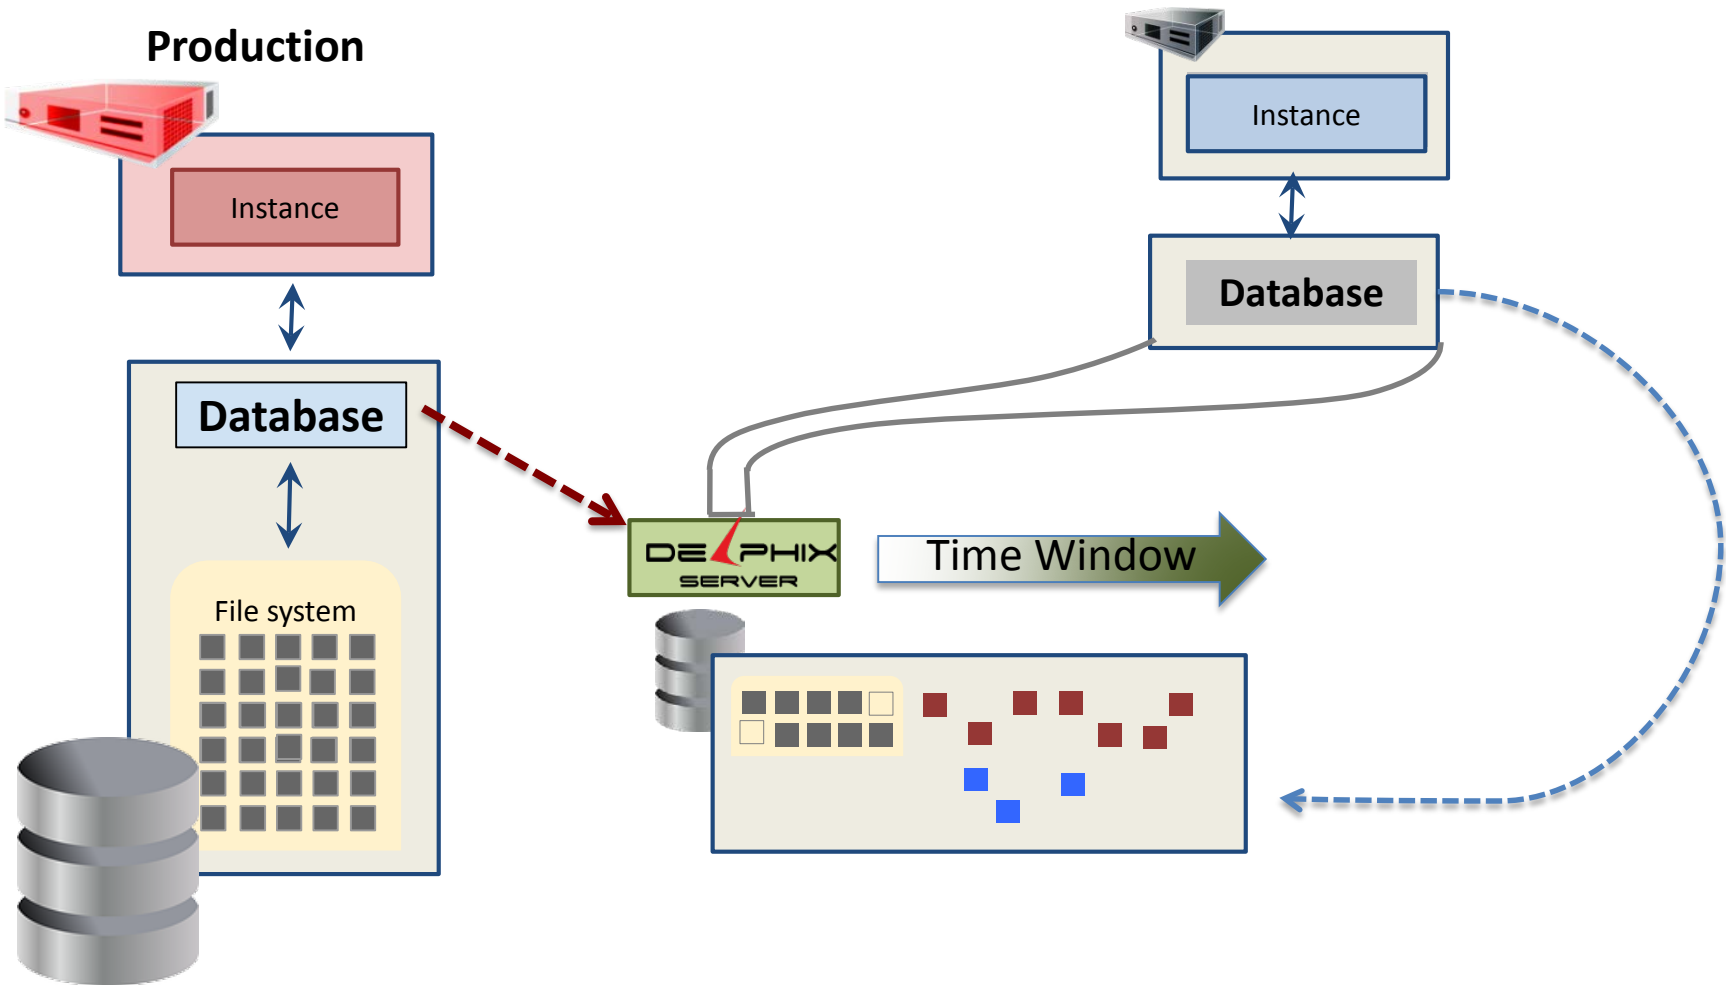 Production
Instance
Database
File system
DELPHIX
SERVER
Time Window
Instance
Database